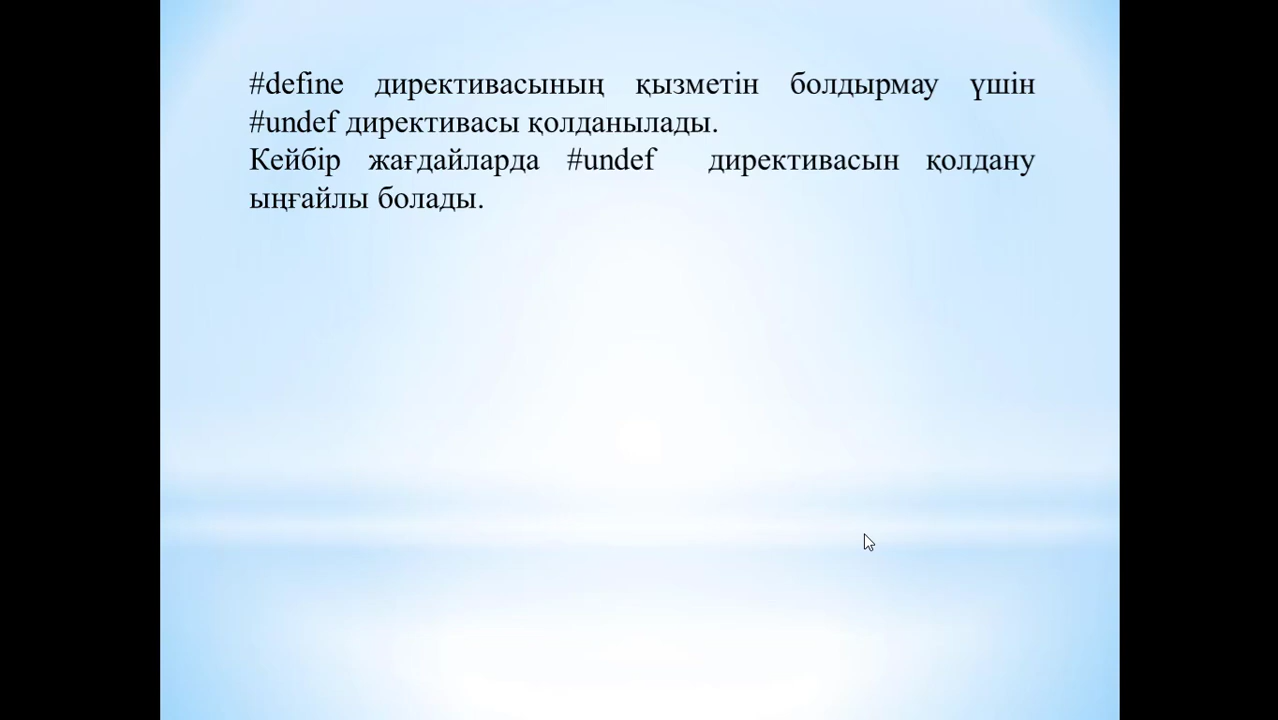 #define директивасының қызметін болдырмау үшін
#undef директивасы қолданылады.
Кейбір жағдайларда #undef директивасын қолдану
ыңғайлы болады.